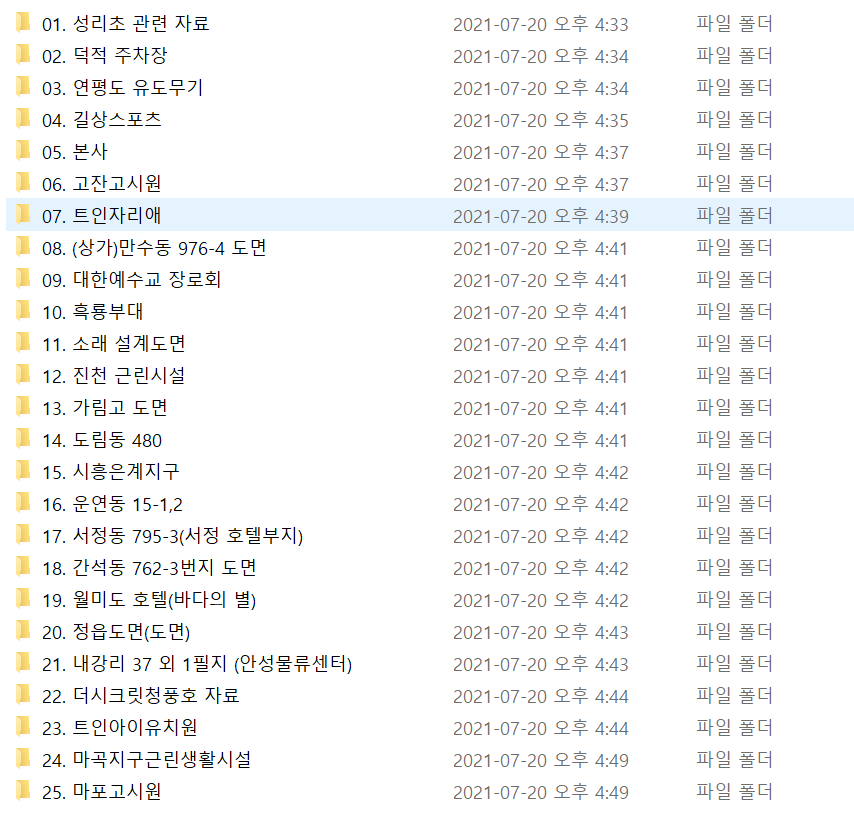 01. 성리초 관련 자료 2021-07-20 오후 4:33 파일 폴더
02. 덕적 주차장 2021-07-20 오후 4:34 파일 폴더
03. 연평도 유도무기 2021-07-20 오후 4:34 파일 폴더
04. 길상스포츠 2021-07-20 오후 4:35 파일 폴더
05. 본사 2021-07-20 오후 4:37 파일 폴더
06. 고잔고시원 2021-07-20 오후 4:37 파일 폴더
07. 트인자리애 2021-07-20 오후 4:39 파일 폴더
08. (상가)만수동 976-4 도면 2021-07-20 오후 4:41 파일 폴더
09. 대한예수교 장로회 2021-07-20 오후 4:41 파일 폴더
10. 흑룡부대 2021-07-20 오후 4:41 파일 폴더
11. 소래 설계도면 2021-07-20 오후 4:41 파일 폴더
12. 진천 근린시설 2021-07-20 오후 4:41 파일 폴더
13. 가림고 도면 2021-07-20 오후 4:41 파일 폴더
14. 도림동 480 2021-07-20 오후 4:41 파일 폴더
15. 시흥은계지구 2021-07-20 오후 4:42 파일 폴더
16. 운연동 15-1,2 2021-07-20 오후 4:42 파일 폴더
17. 서정동 795-3(서정 호텔부지) 2021-07-20 오후 4:42 파일 폴더
18. 간석동 762-3번지 도면 2021-07-20 오후 4:42 파일 폴더
19. 월미도 호텔(바다의 별) 2021-07-20 오후 4:42 파일 폴더
20. 정읍도면(도면) 2021-07-20 오후 4:43 파일 폴더
21. 내강리 37 외 1필지 (안성물류센터) 2021-07-20 오후 4:43 파일 폴더
22. 더시크릿청풍호 자료 2021-07-20 오후 4:44 파일 폴더
23. 트인아이유치원 2021-07-20 오후 4:44 파일 폴더
24. 마곡지구근린생활시설 2021-07-20 오후 4:49 파일 폴더
25. 마포고시원 2021-07-20 오후 4:49 파일 폴더